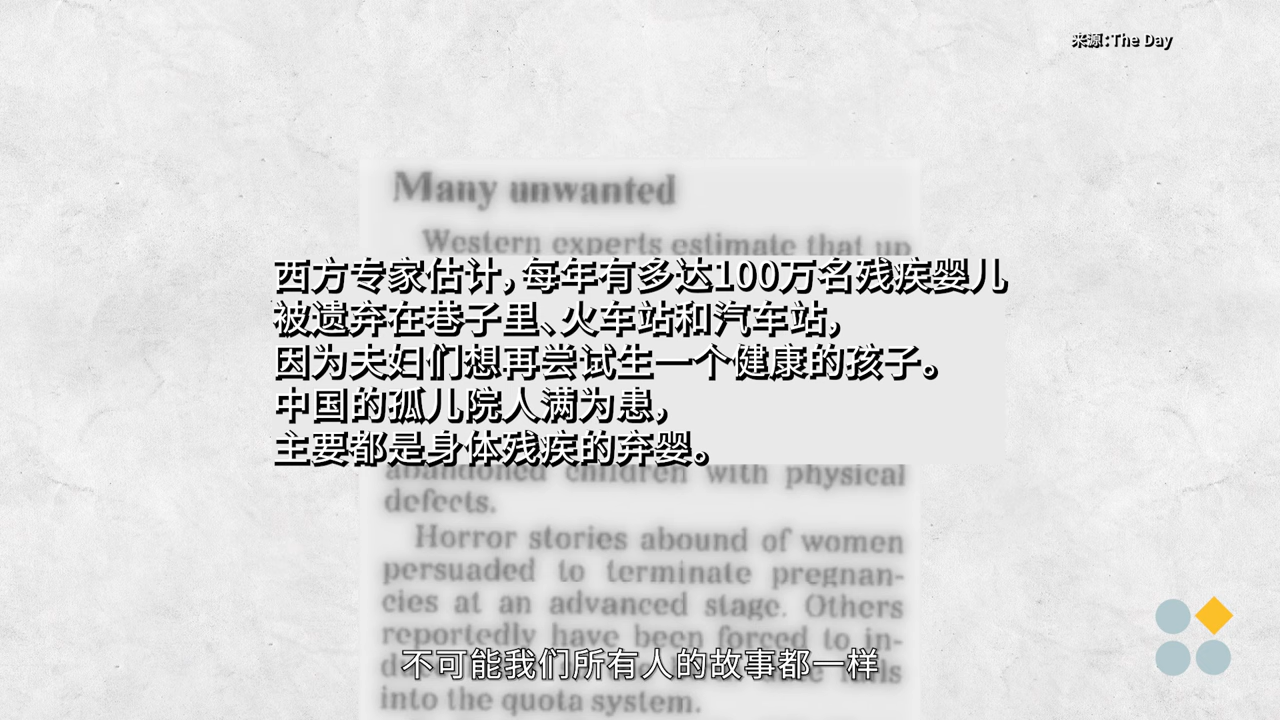 来源：The Day
Many unwanted
Western experts estimate that up
西方专家估计，每年有多达100万名残疾婴儿
被遗弃在巷子里、火车站和汽车站，
因为夫妇们想再尝试生一个健康的孩子。
中国的孤儿院人满为患，
主要都是身体残疾的弃婴。
abandoned children with physical
defects.
Horror stories abound of women
persuaded to terminate pregnan-
cies at an advanced stage. Others
reportedly have been forced to in-
不可能我们所有人的故事都一样
into the quota system.